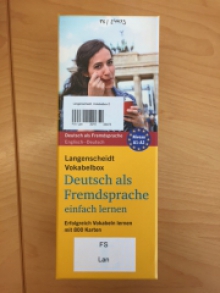 Deutsch als Fremdsprache
Englisch-Deutsch
Niveau
A1-A2
Langenscheidt
Vokabelbox
Deutsch als
Fremdsprache
einfach lernen
Erfolgreich Vokabeln lernen
mit 800 Karten
FS
Lan